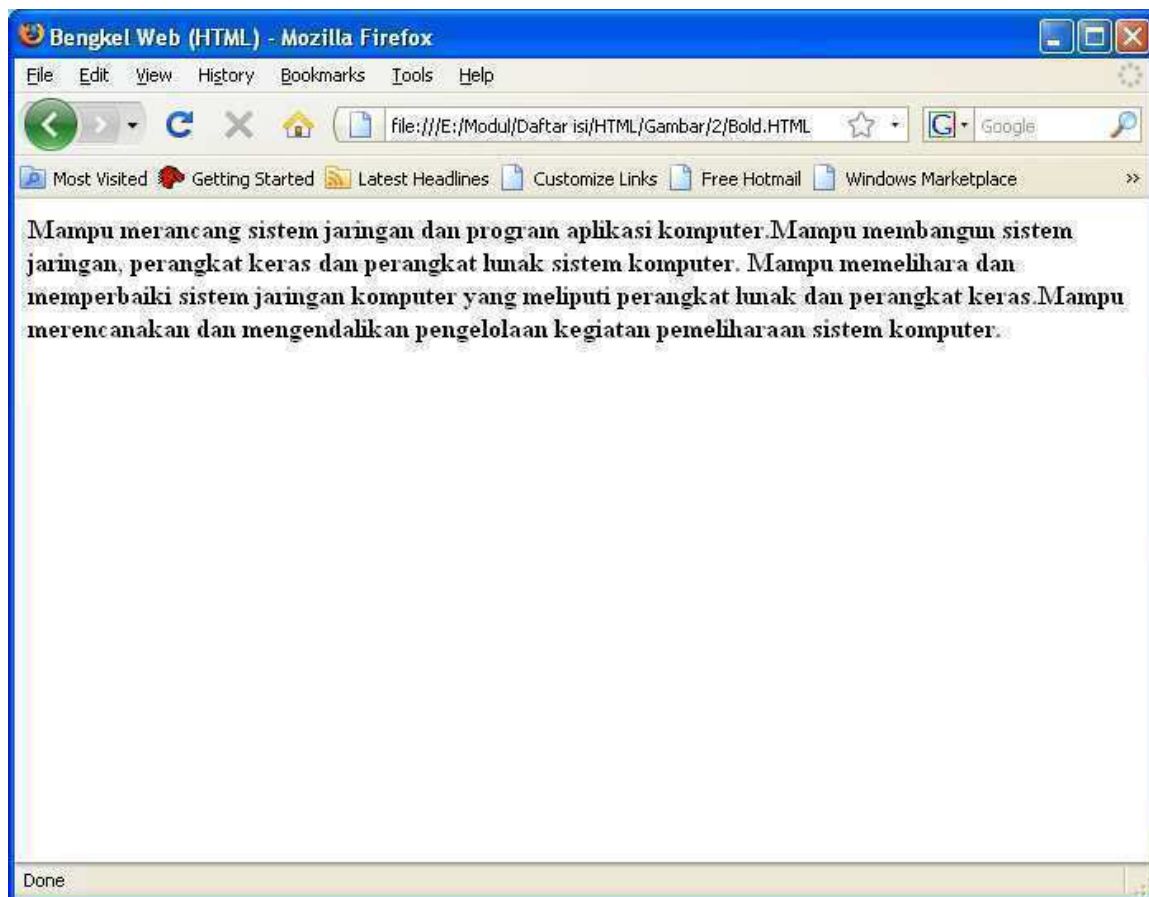 Bengkel Web (HTML) - Mozilla Firefox
File Edit View History Bookmarks Tools Help
file:///E:/Modul/Daftar isi/HTML/Gambar/2/Bold.HTML G Google
Most Visited Getting Started Latest Headlines Customize Links Free Hotmail Windows Marketplace »
Mampu merancang sistem jaringan dan program aplikasi komputer.Mampu membangun sistem
jaringan, perangkat keras dan perangkat lunak sistem komputer. Mampu memelihara dan
memperbaiki sistem jaringan komputer yang meliputi perangkat lunak dan perangkat keras.Mampu
merencanakan dan mengendalikan pengelolaan kegiatan pemeliharaan sistem komputer.
Done